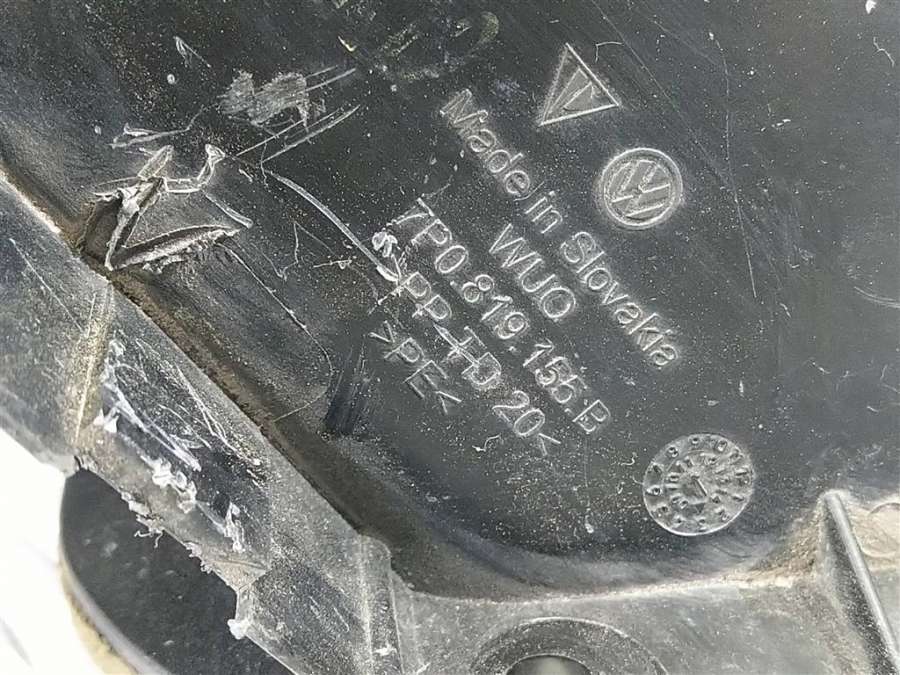 Made in Slovakia
WUO
7P0.819.155.B
>PP-TD 20<
>PE<